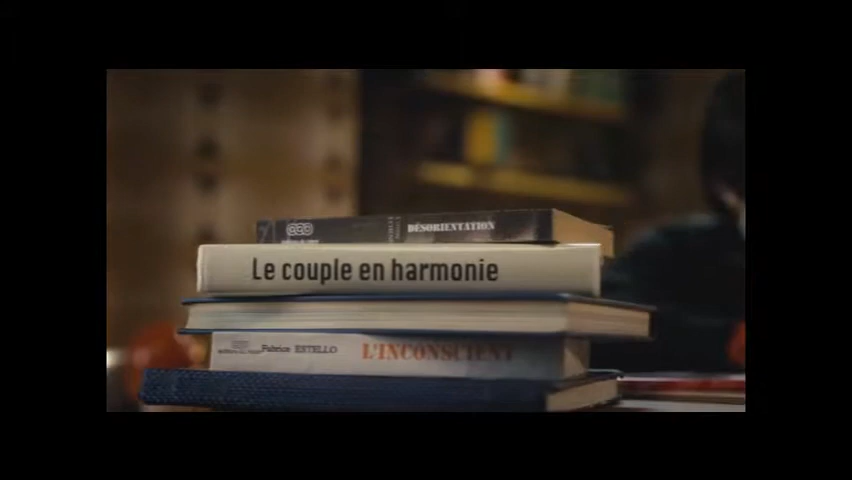 DÉSORIENTATION
Le couple en harmonie
Fabrice ESTELLO
L'INCONSCIENT